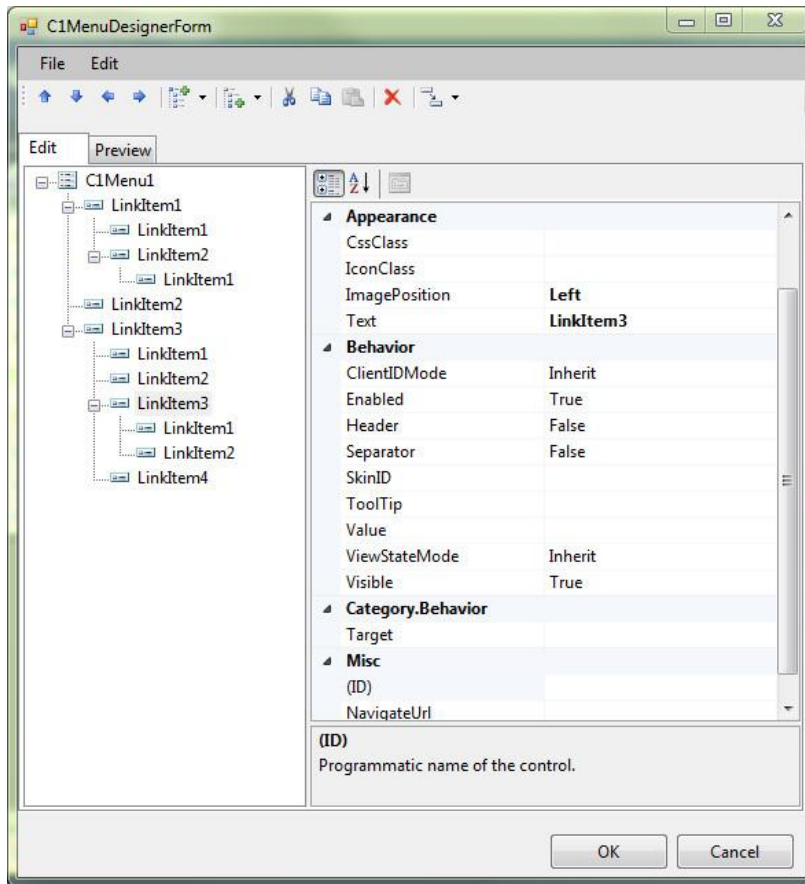 C1MenuDesignerForm
File Edit
Edit Preview
C1Menu1
LinkItem1
LinkItem1
LinkItem2
LinkItem1
LinkItem2
LinkItem3
LinkItem1
LinkItem2
LinkItem3
LinkItem1
LinkItem2
LinkItem4
Appearance
CssClass
IconClass
ImagePosition Left
Text LinkItem3
Behavior
ClientIDMode Inherit
Enabled True
Header False
Separator False
SkinID
ToolTip
Value
ViewStateMode Inherit
Visible True
Category.Behavior
Target
Misc
(ID)
NavigateUrl
(ID)
Programmatic name of the control.
OK Cancel